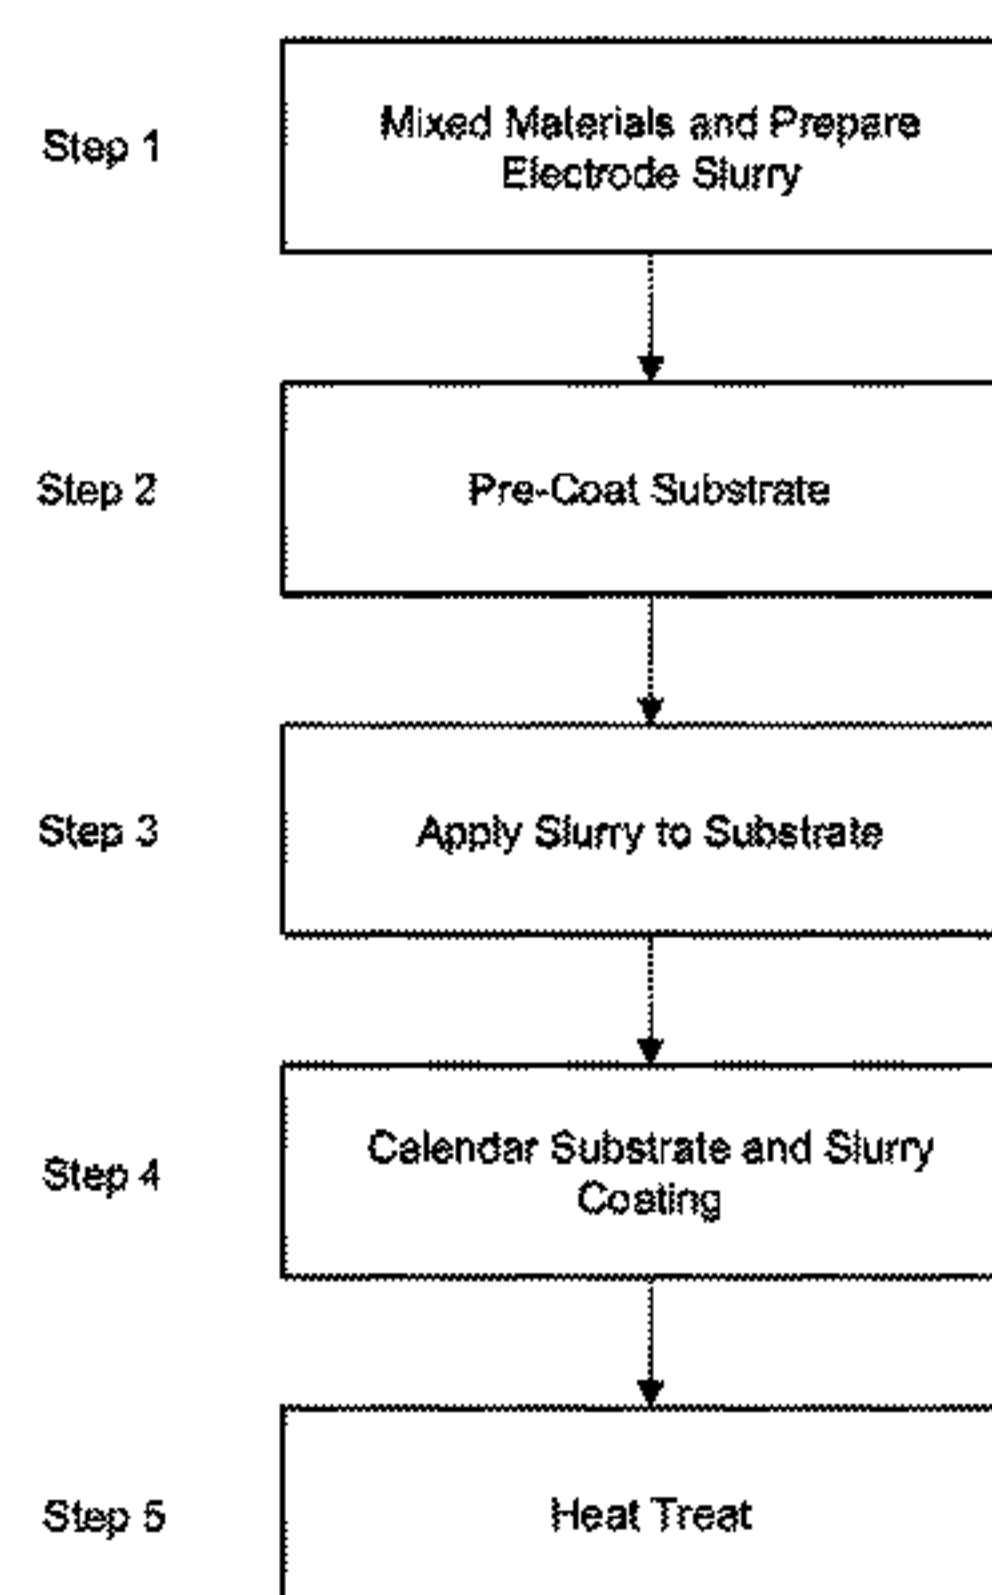 Step 1
Mixed Materials and Prepare
Electrode Slurry
Step 2
Pre-Coat Substrate
Step 3
Apply Slurry to Substrate
Step 4
Calendar Substrate and Slurry
Coating
Step 5
Heat Treat